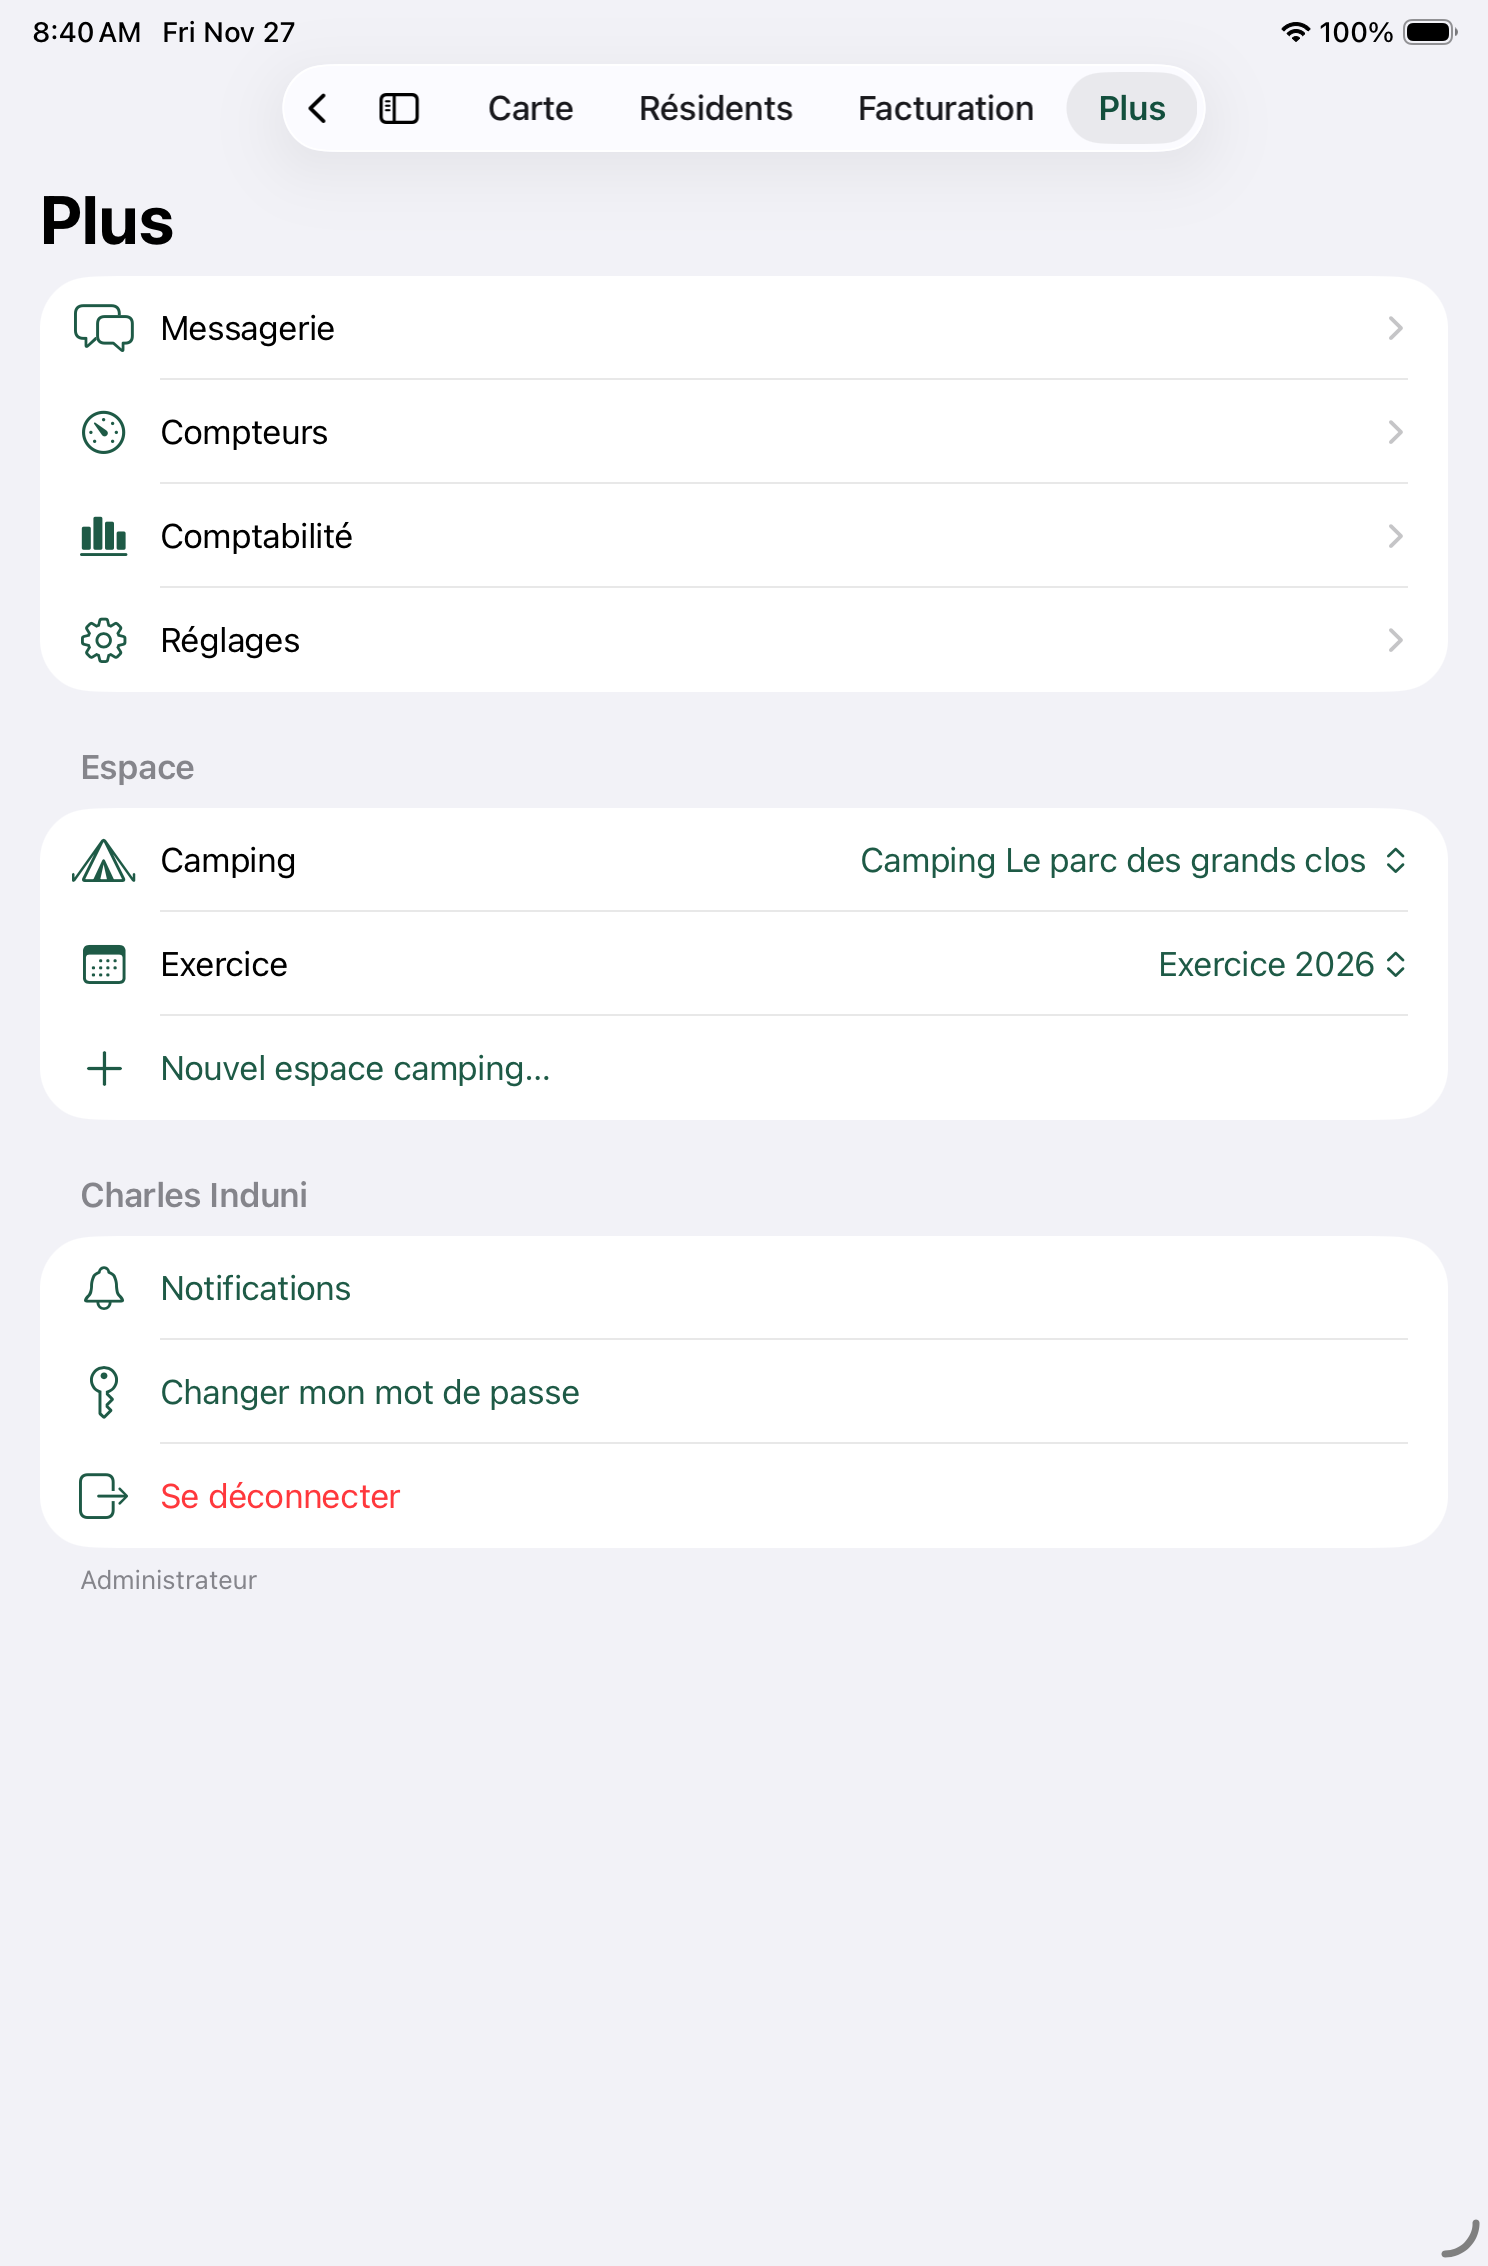 8:40 AM Fri Nov 27 100%
Carte Résidents Facturation Plus
Plus
Messagerie
Compteurs
Comptabilité
Réglages
Espace
Camping Camping Le parc des grands clos
Exercice Exercice 2026
Nouvel espace camping...
Charles Induni
Notifications
Changer mon mot de passe
Se déconnecter
Administrateur